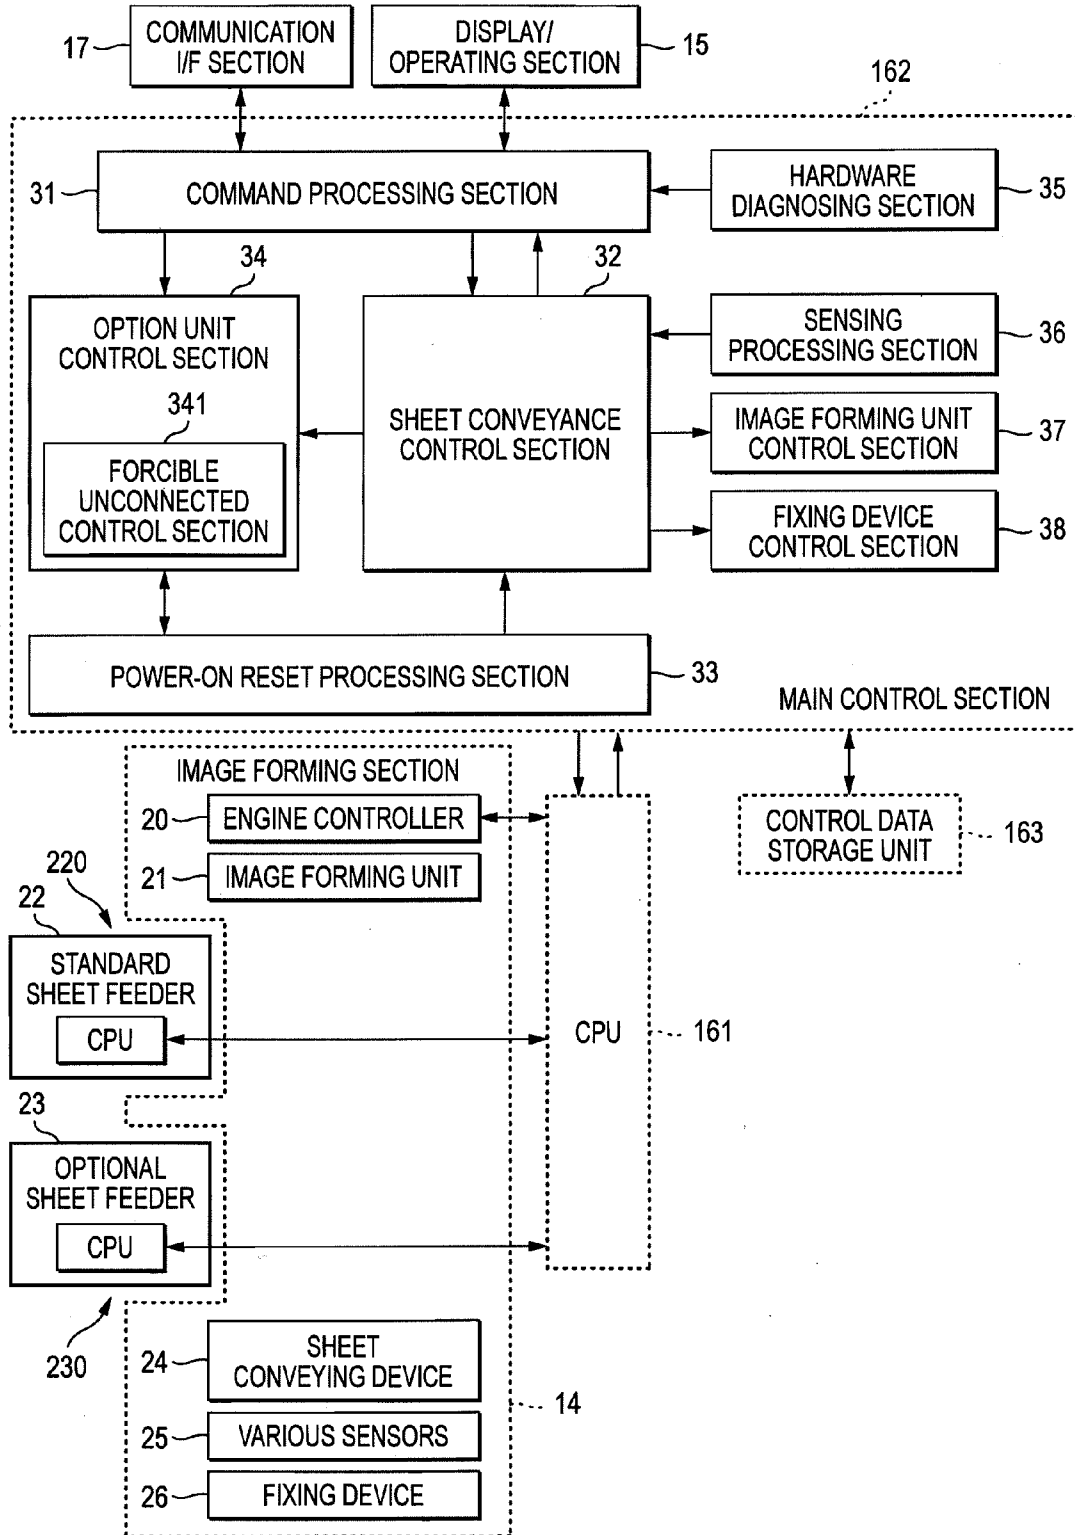 17
COMMUNICATION
I/F SECTION
DISPLAY/
OPERATING SECTION
15
162
31
COMMAND PROCESSING SECTION
HARDWARE
DIAGNOSING SECTION
35
34
32
OPTION UNIT
CONTROL SECTION
341
FORCIBLE
UNCONNECTED
CONTROL SECTION
SHEET CONVEYANCE
CONTROL SECTION
SENSING
PROCESSING SECTION
36
IMAGE FORMING UNIT
CONTROL SECTION
37
FIXING DEVICE
CONTROL SECTION
38
POWER-ON RESET PROCESSING SECTION
33
MAIN CONTROL SECTION
IMAGE FORMING SECTION
20
ENGINE CONTROLLER
21
IMAGE FORMING UNIT
CONTROL DATA
STORAGE UNIT
163
220
22
STANDARD
SHEET FEEDER
CPU
CPU
161
23
OPTIONAL
SHEET FEEDER
CPU
230
24
SHEET
CONVEYING DEVICE
14
25
VARIOUS SENSORS
26
FIXING DEVICE